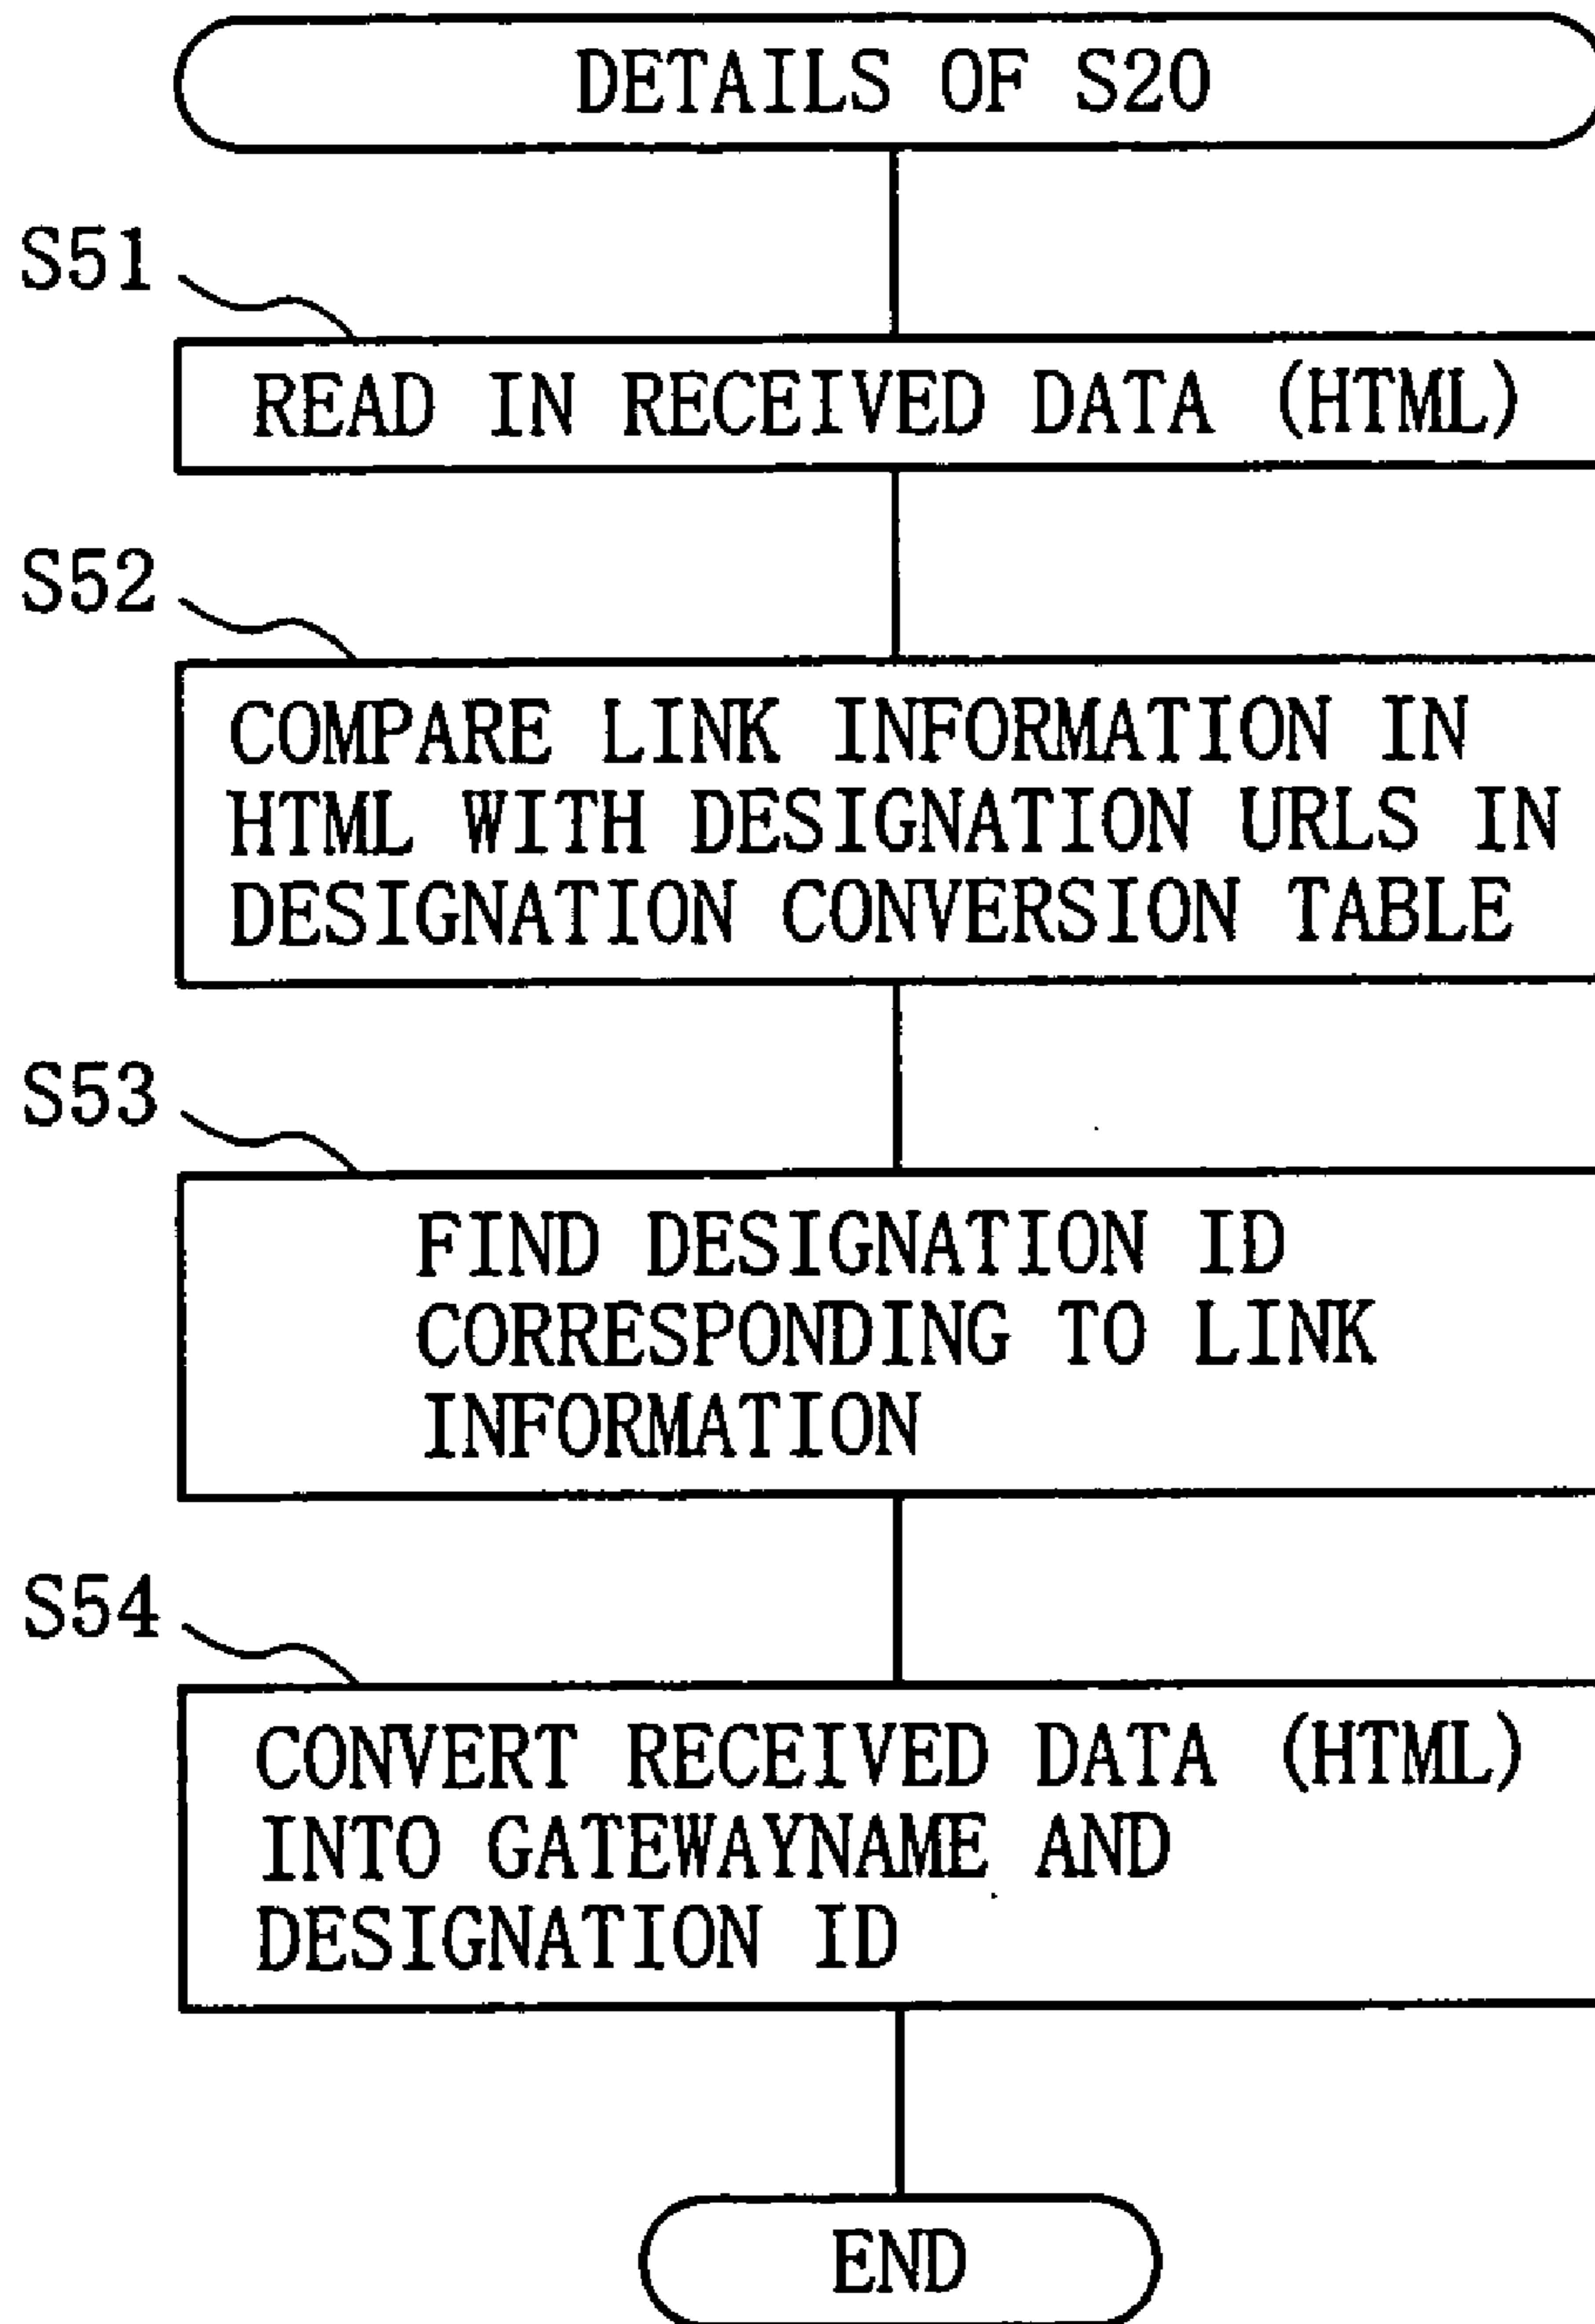 DETAILS OF S20
S51
READ IN RECEIVED DATA (HTML)
S52
COMPARE LINK INFORMATION IN
HTML WITH DESIGNATION URLS IN
DESIGNATION CONVERSION TABLE
S53
FIND DESIGNATION ID
CORRESPONDING TO LINK
INFORMATION
S54
CONVERT RECEIVED DATA (HTML)
INTO GATEWAYNAME AND
DESIGNATION ID
END